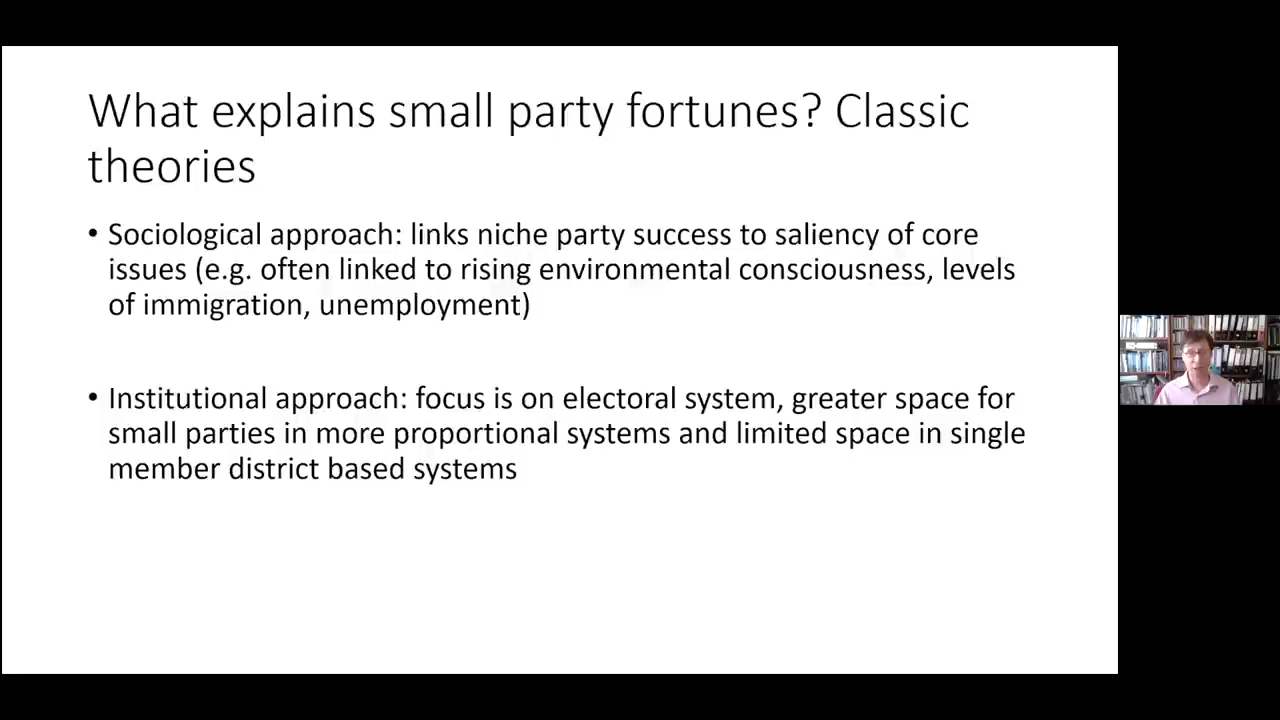 What explains small party fortunes? Classic
theories
• Sociological approach: links niche party success to saliency of core
issues (e.g. often linked to rising environmental consciousness, levels
of immigration, unemployment)
• Institutional approach: focus is on electoral system, greater space for
small parties in more proportional systems and limited space in single
member district based systems